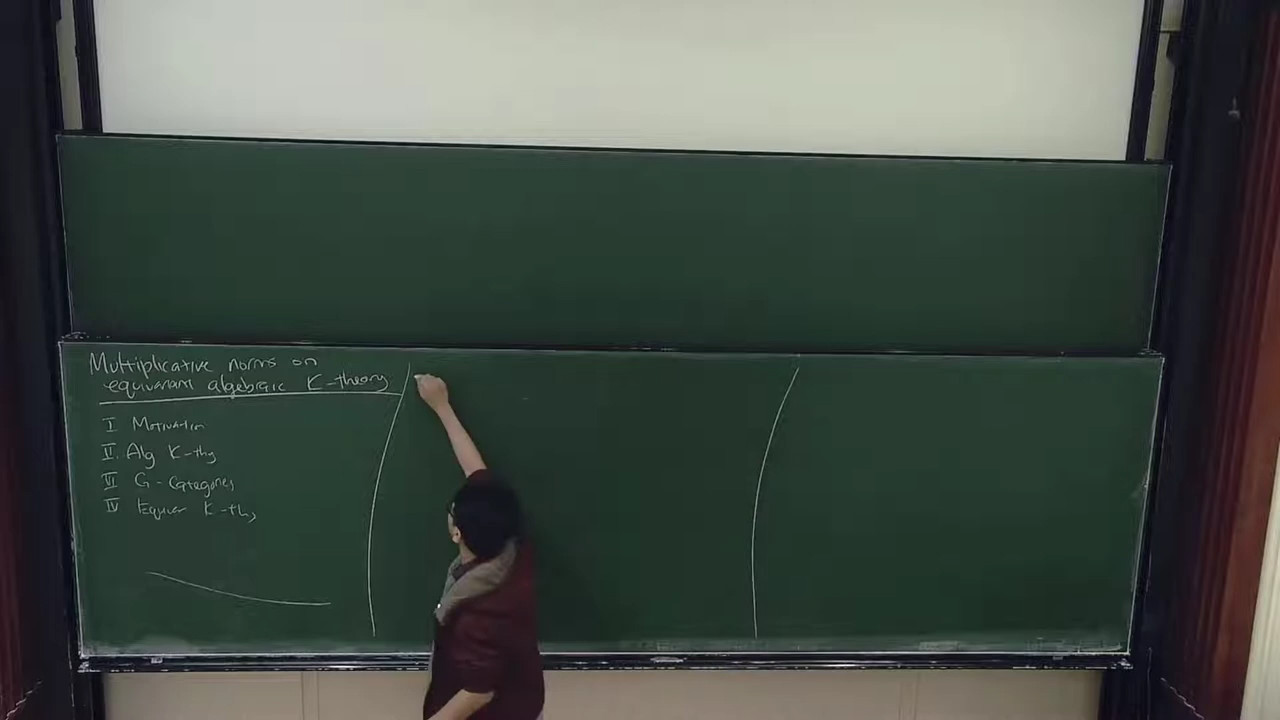 Multiplicative norms on
equivariant algebraic K-theory
I Motivation
II. Alg K-thy
III G-Categories
IV Equivar K-thy